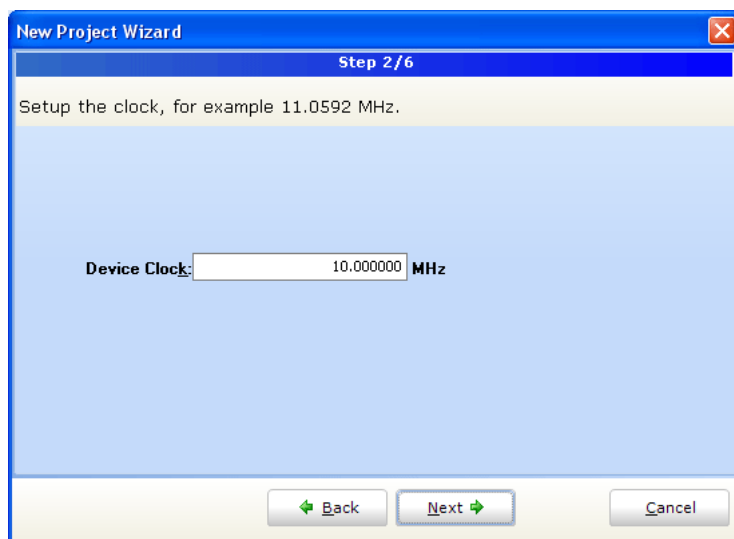 New Project Wizard
Step 2/6
Setup the clock, for example 11.0592 MHz.
Device Clock: 10.000000 MHz
Back Next Cancel